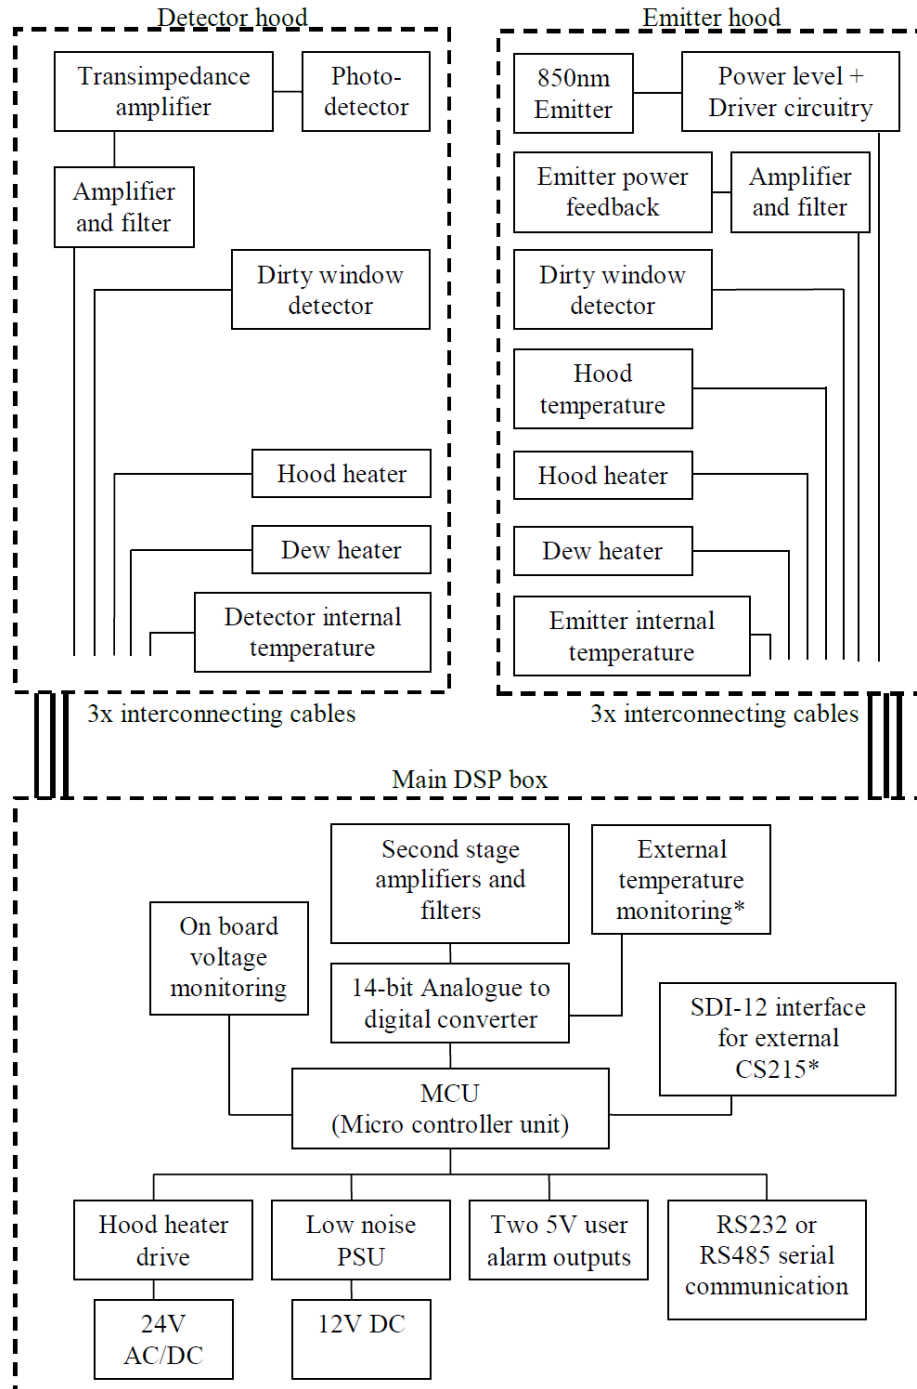 Detector hood
Transimpedance
amplifier
Photo-
detector
Amplifier
and filter
Dirty window
detector
Hood heater
Dew heater
Detector internal
temperature
3x interconnecting cables
Emitter hood
850nm
Emitter
Power level +
Driver circuitry
Emitter power
feedback
Amplifier
and filter
Dirty window
detector
Hood
temperature
Hood heater
Dew heater
Emitter internal
temperature
3x interconnecting cables
Main DSP box
Second stage
amplifiers and
filters
External
temperature
monitoring*
On board
voltage
monitoring
14-bit Analogue to
digital converter
SDI-12 interface
for external
CS215*
MCU
(Micro controller unit)
Hood heater
drive
Low noise
PSU
Two 5V user
alarm outputs
RS232 or
RS485 serial
communication
24V
AC/DC
12V DC